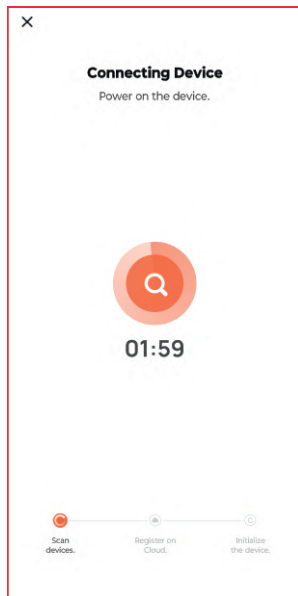 Connecting Device
Power on the device.
01:59
Scan
devices.
Register on
Cloud.
Initialize
the device.